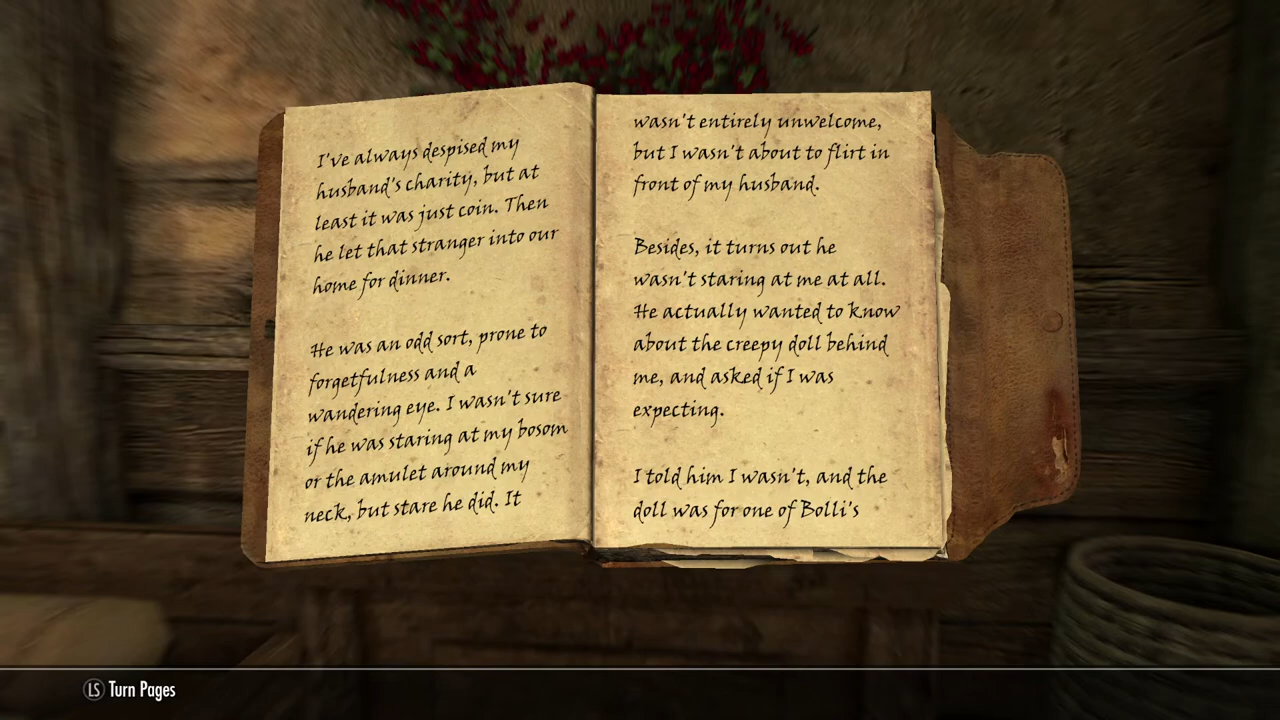 I've always despised my
husband's charity, but at
least it was just coin. Then
he let that stranger into our
home for dinner.
He was an odd sort, prone to
forgetfulness and a
wandering eye. I wasn't sure
if he was staring at my bosom
or the amulet around my
neck, but stare he did. It
wasn't entirely unwelcome,
but I wasn't about to flirt in
front of my husband.
Besides, it turns out he
wasn't staring at me at all.
He actually wanted to know
about the creepy doll behind
me, and asked if I was
expecting.
I told him I wasn't, and the
doll was for one of Bolli's
LS Turn Pages